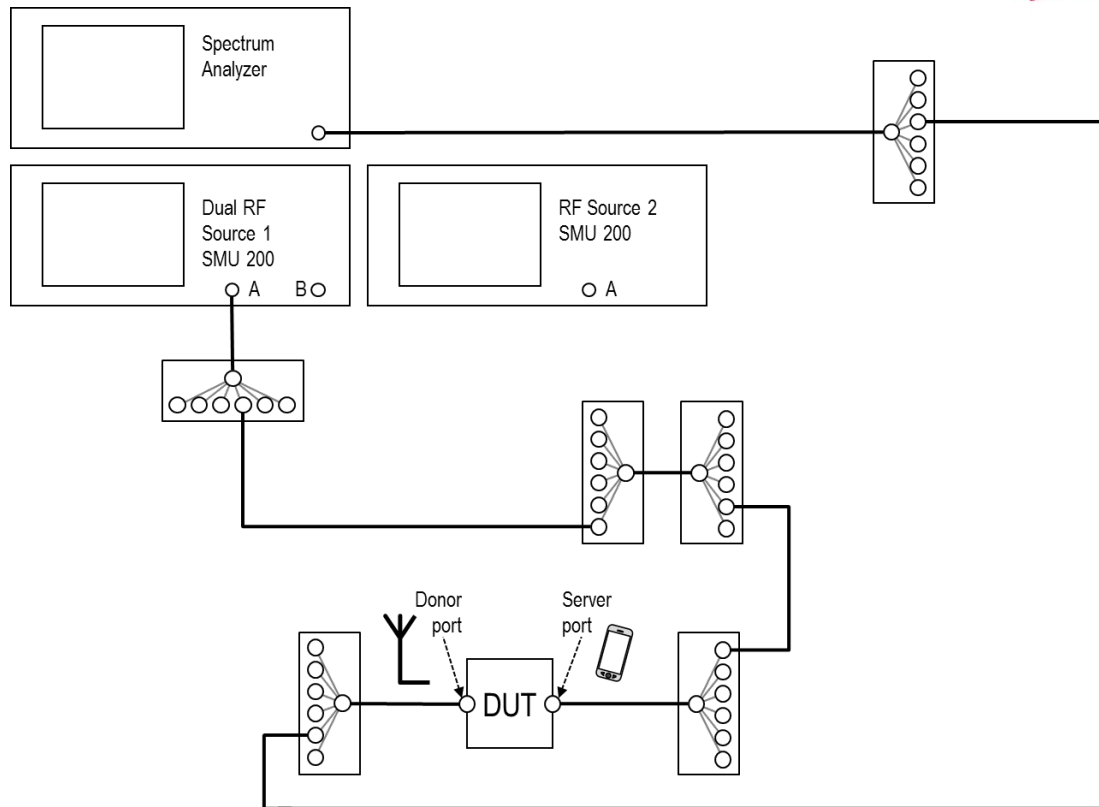 Spectrum
Analyzer
Dual RF
Source 1
SMU 200
A
B
RF Source 2
SMU 200
A
Donor
port
Server
port
DUT